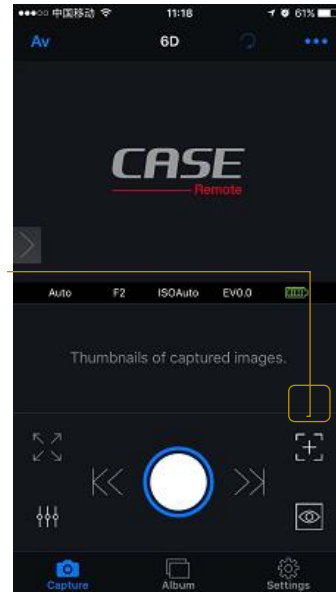 中国移动 11:18 61%
Av 6D
CASE
Remote
Auto F2 ISOAuto EV0.0
Thumbnails of captured images.
Capture Album Settings